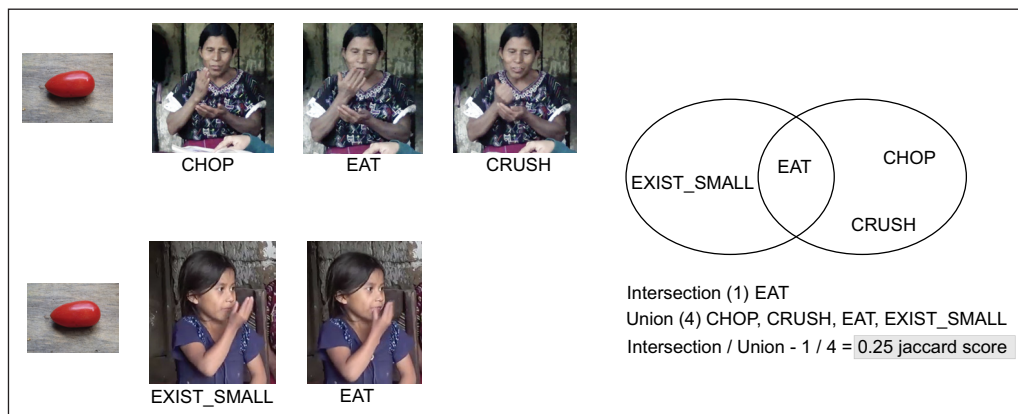 CHOP
EAT
CRUSH
EXIST_SMALL
EAT
EXIST_SMALL
EAT
CHOP
CRUSH
Intersection (1) EAT
Union (4) CHOP, CRUSH, EAT, EXIST_SMALL
Intersection / Union - 1 / 4 = 0.25 jaccard score